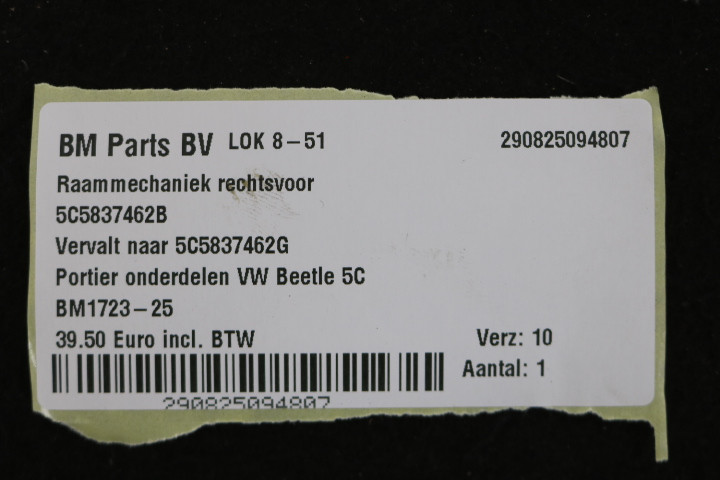 BM Parts BV LOK 8-51 290825094807
Raammechaniek rechtsvoor
5C5837462B
Vervalt naar 5C5837462G
Portier onderdelen VW Beetle 5C
BM1723-25
39.50 Euro incl. BTW Verz: 10
Aantal: 1
290825094807